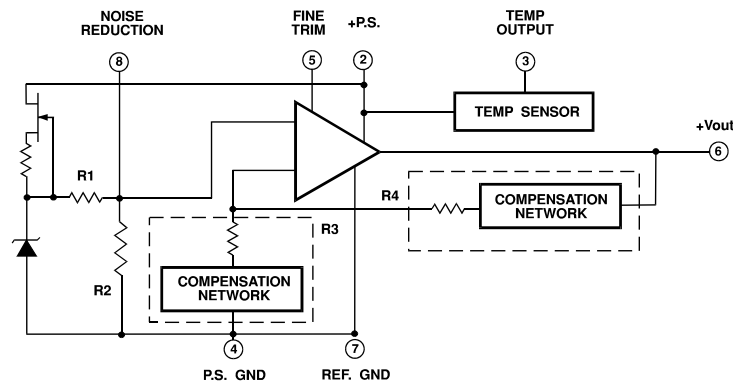 NOISE
REDUCTION
8
FINE
TRIM
5
+P.S.
2
TEMP
OUTPUT
3
TEMP SENSOR
+Vout
6
R1
R4
COMPENSATION
NETWORK
R3
R2
COMPENSATION
NETWORK
4
P.S. GND
7
REF. GND